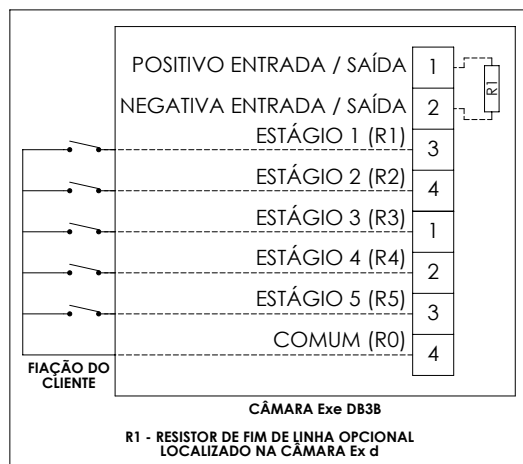 POSITIVO ENTRADA / SAÍDA 1
R1
NEGATIVA ENTRADA / SAÍDA 2
ESTÁGIO 1 (R1) 3
ESTÁGIO 2 (R2) 4
ESTÁGIO 3 (R3) 1
ESTÁGIO 4 (R4) 2
ESTÁGIO 5 (R5) 3
COMUM (R0) 4
FIAÇÃO DO
CLIENTE
CÂMARA Exe DB3B
R1 - RESISTOR DE FIM DE LINHA OPCIONAL
LOCALIZADO NA CÂMARA Ex d